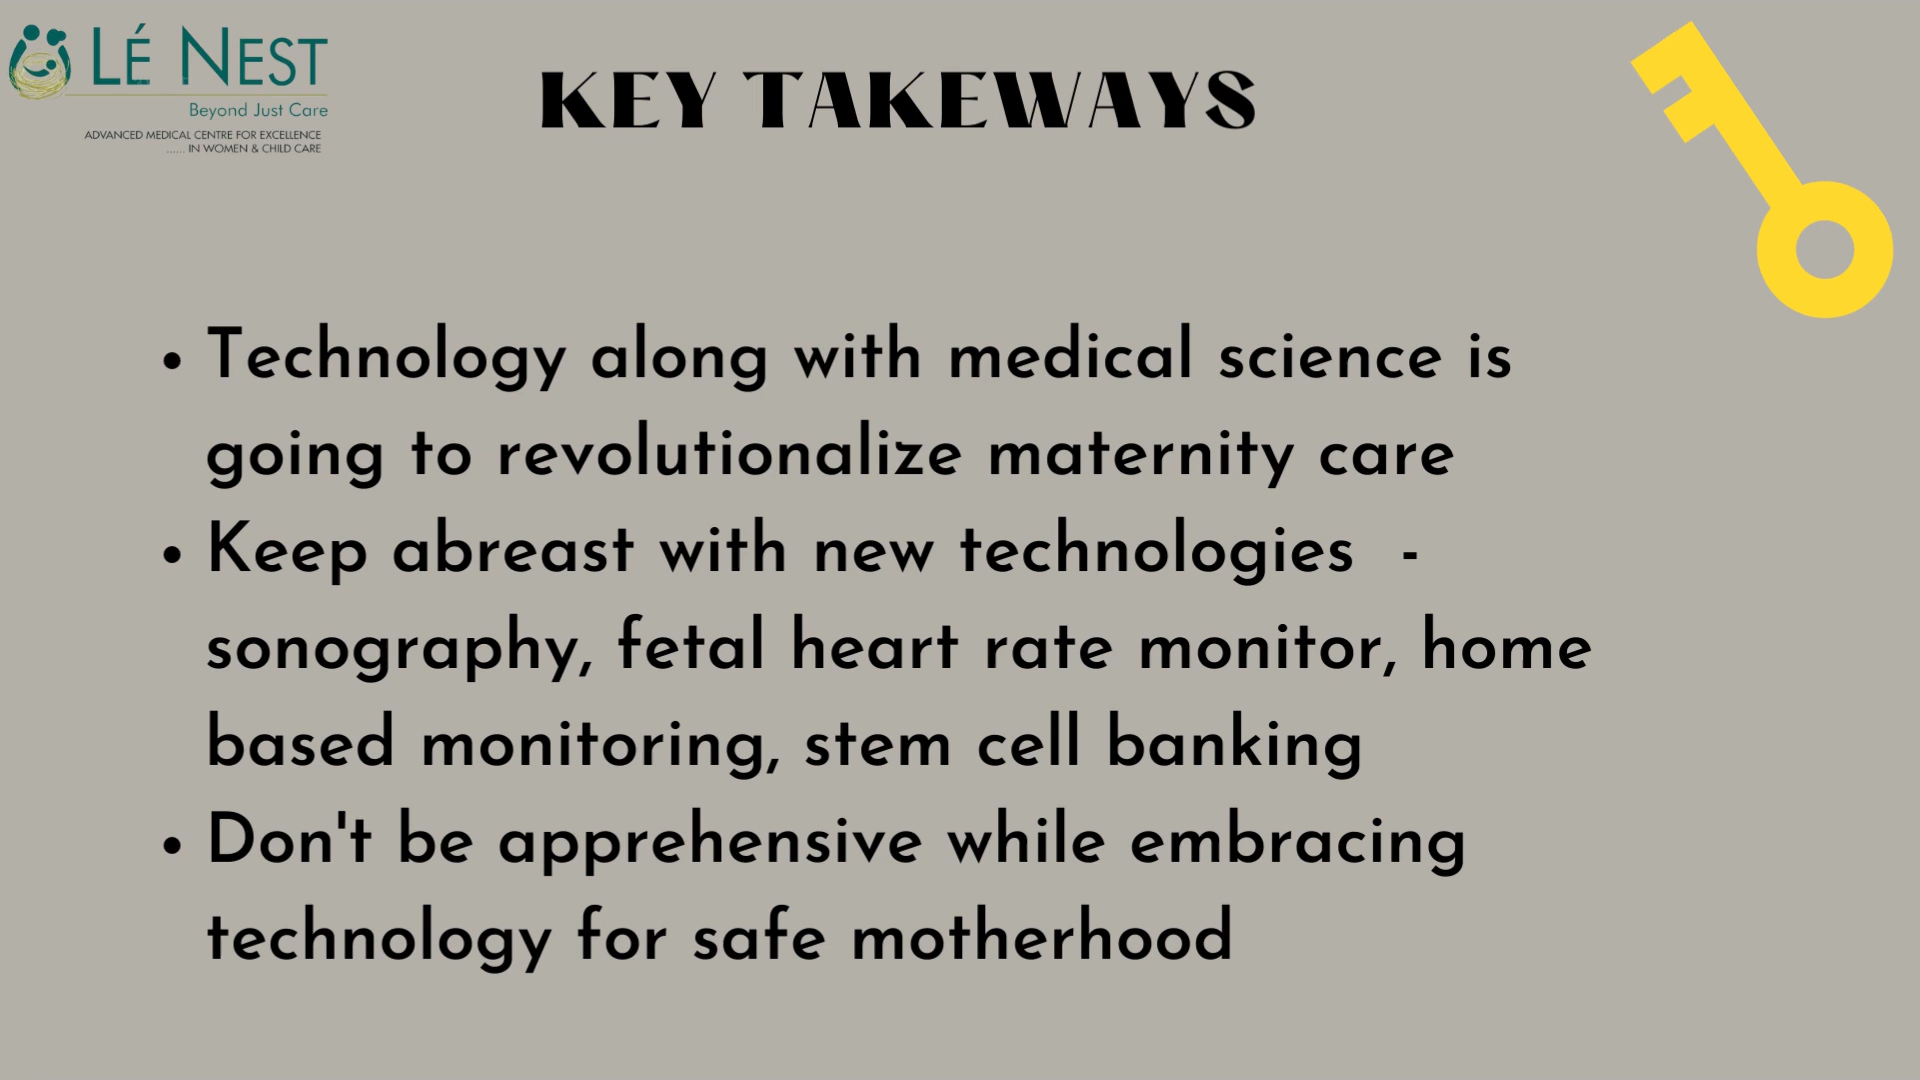 LÉ NEST
Beyond Just Care
ADVANCED MEDICAL CENTRE FOR EXCELLENCE
...... IN WOMEN & CHILD CARE
KEY TAKEWAYS
• Technology along with medical science is
going to revolutionalize maternity care
• Keep abreast with new technologies  -
sonography, fetal heart rate monitor, home
based monitoring, stem cell banking
• Don't be apprehensive while embracing
technology for safe motherhood